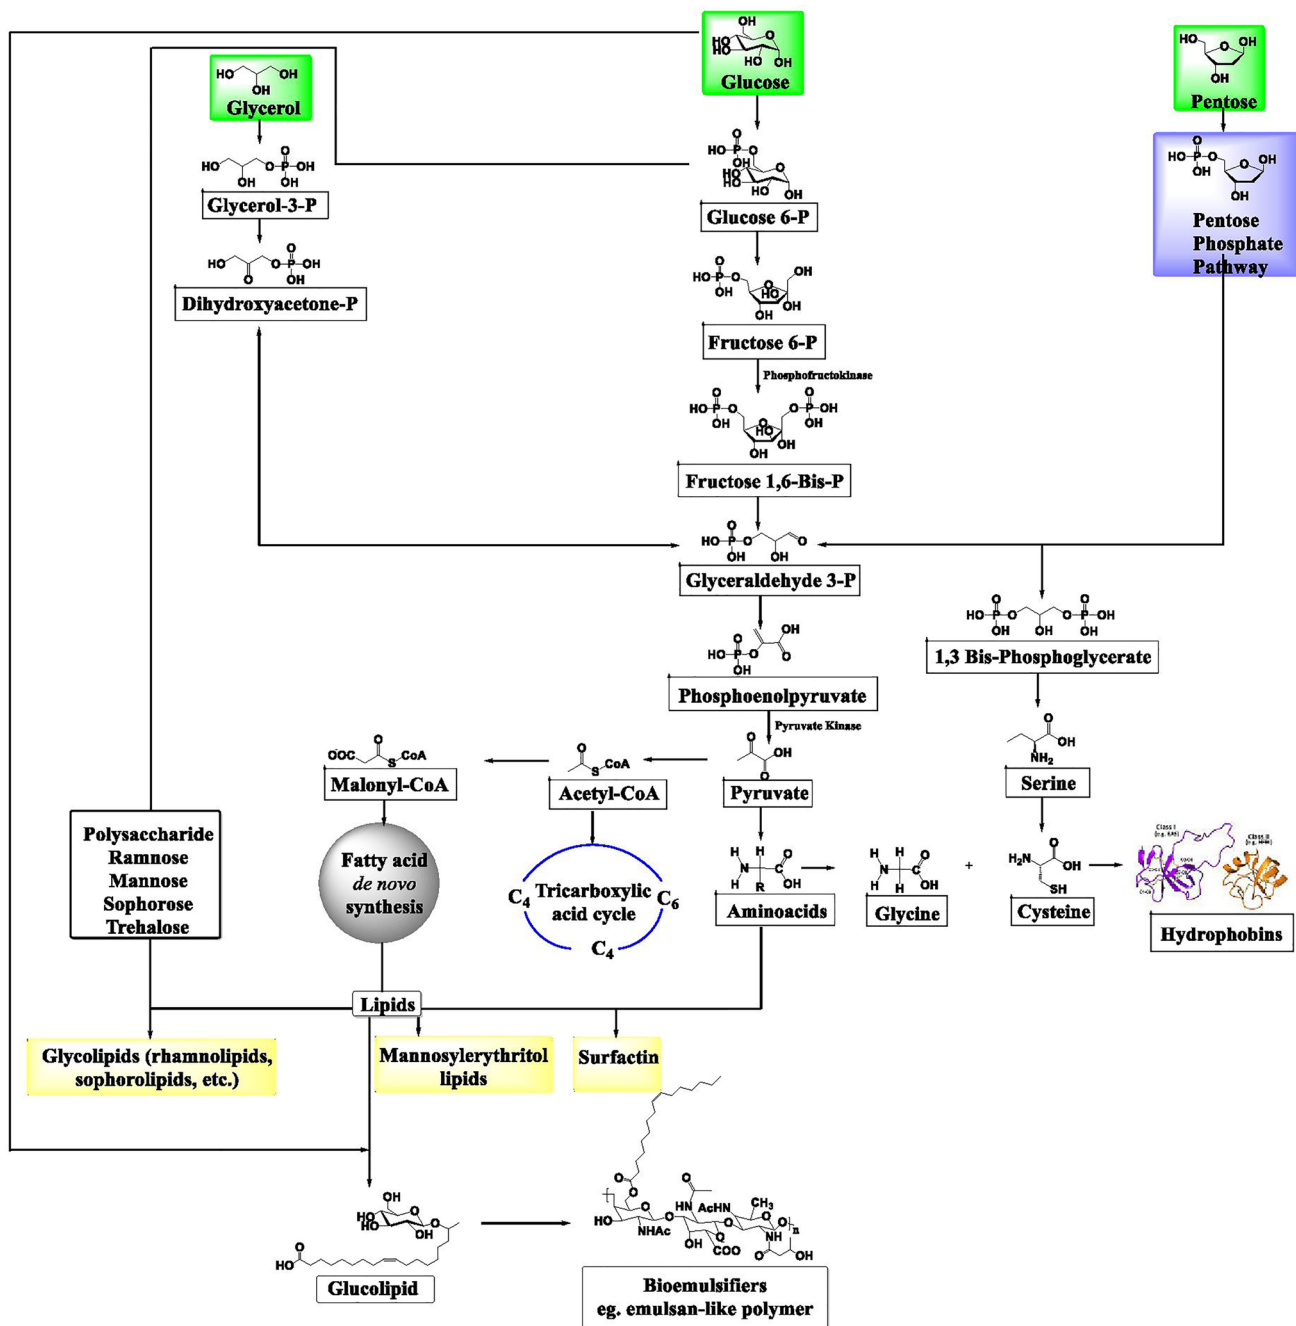 Glucose
Glycerol
Pentose
Glycerol-3-P
Glucose 6-P
Pentose
Phosphate
Pathway
Dihydroxyacetone-P
Fructose 6-P
Phosphofructokinase
Fructose 1,6-Bis-P
Glyceraldehyde 3-P
1,3 Bis-Phosphoglycerate
Phosphoenolpyruvate
Pyruvate Kinase
Malonyl-CoA
Acetyl-CoA
Pyruvate
Serine
Polysaccharide
Ramnose
Mannose
Sophorose
Trehalose
Fatty acid
de novo
synthesis
C4
Tricarboxylic
acid cycle
C6
C4
Aminoacids
Glycine
+
Cysteine
Class I
Class II
Hydrophobins
Lipids
Glycolipids (rhamnolipids,
sophorolipids, etc.)
Mannosylerythritol
lipids
Surfactin
Glucolipid
Bioemulsifiers
eg. emulsan-like polymer